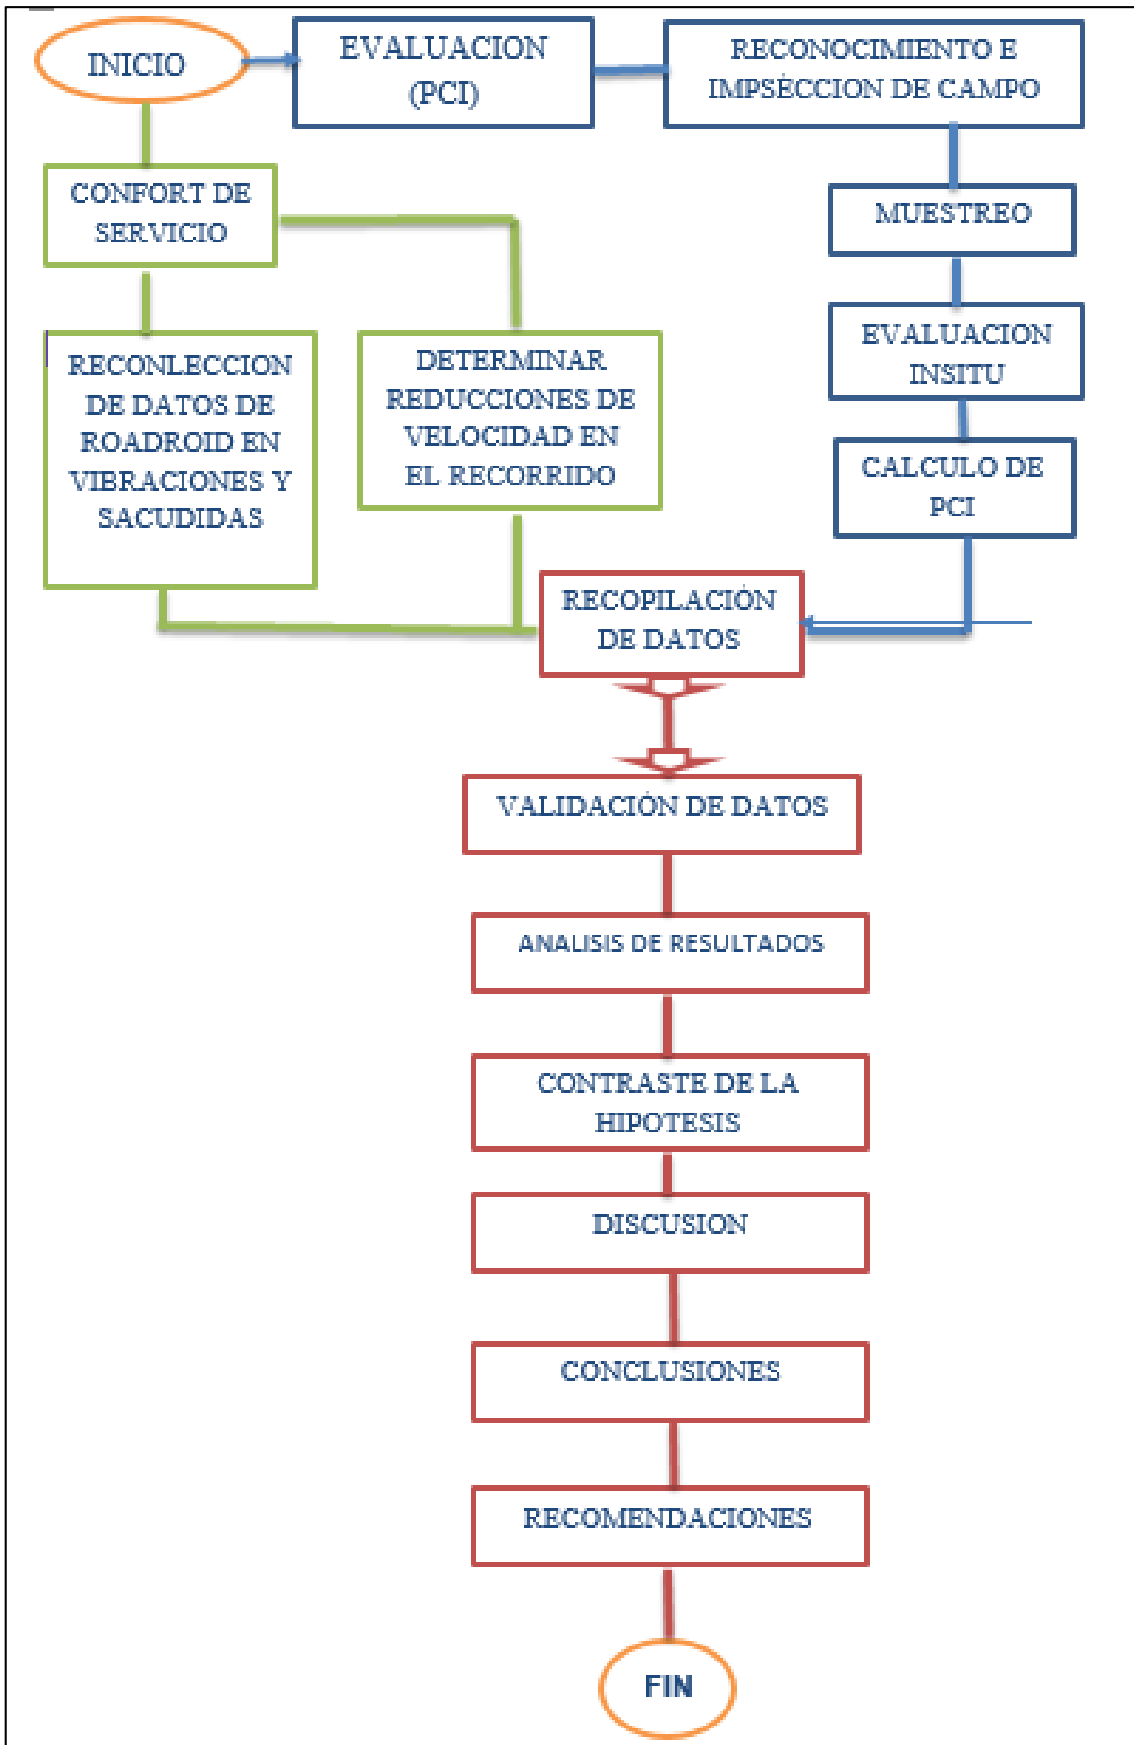 INICIO
EVALUACION
(PCI)
RECONOCIMIENTO E
IMPSÉCCION DE CAMPO
CONFORT DE
SERVICIO
MUESTREO
RECONLECCION
DE DATOS DE
ROADROID EN
VIBRACIONES Y
SACUDIDAS
DETERMINAR
REDUCCIONES DE
VELOCIDAD EN
EL RECORRIDO
EVALUACION
INSITU
CALCULO DE
PCI
RECOPILACIÓN
DE DATOS
VALIDACIÓN DE DATOS
ANALISIS DE RESULTADOS
CONTRASTE DE LA
HIPOTESIS
DISCUSION
CONCLUSIONES
RECOMENDACIONES
FIN